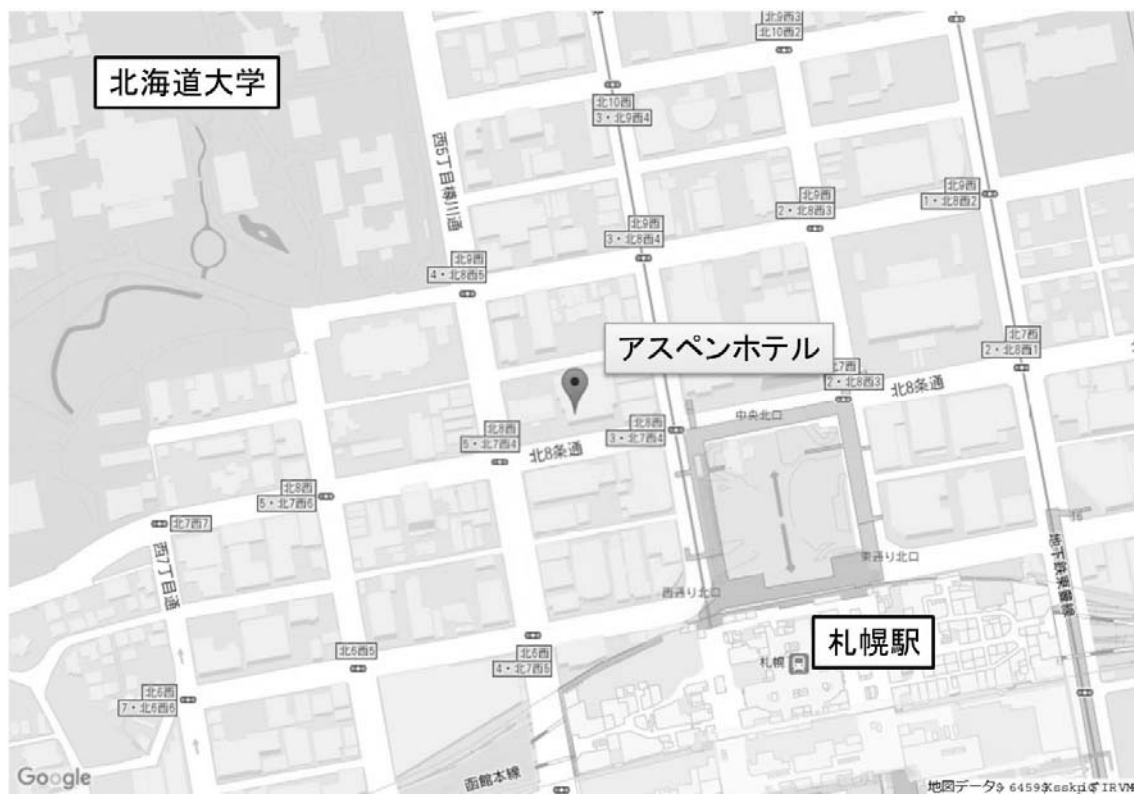 北9西3
北10西2
北海道大学
北10西
3・北9西4
西5丁目樽川通
北9西
2・北8西3
北9西
1・北8西2
北9西
3・北8西4
北9西
4・北8西5
アスペンホテル
北7西
2・北8西1
北7西
2・北8西3
北8条通
中央北口
北8西
3・北7西4
北8西
5・北7西4
北8条通
北8西
5・北7西6
北7西7
西7丁目通
東通り北口
西通り北口
地下鉄東豊線
札幌駅
札幌
北6西5
北6西
4・北7西5
北6西
7・北6西6
函館本線
Google
地図データ